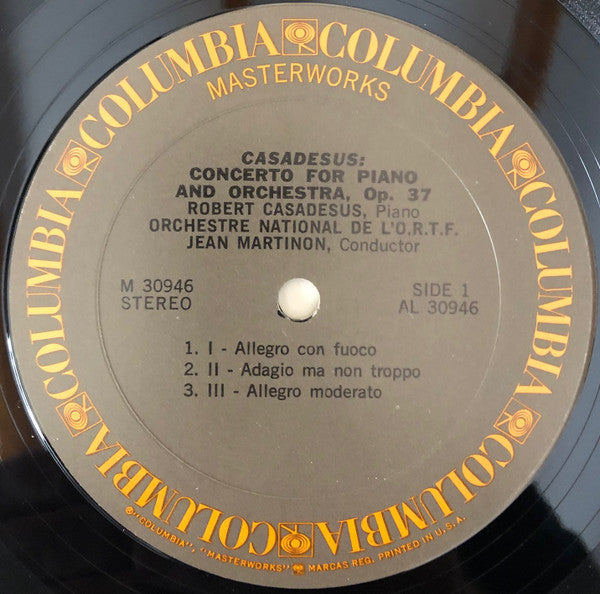 COLUMBIA COLUMBIA COLUMBIA COLUMBIA COLUMBIA COLUMBIA COLUMBIA COLUMBIA
MASTERWORKS
CASADESUS:
CONCERTO FOR PIANO
AND ORCHESTRA, Op. 37
ROBERT CASADESUS, Piano
ORCHESTRE NATIONAL DE L'O.R.T.F.
JEAN MARTINON, Conductor
M 30946
STEREO
SIDE 1
AL 30946
1. I - Allegro con fuoco
2. II - Adagio ma non troppo
3. III - Allegro moderato
®"COLUMBIA", "MASTERWORKS" MARCAS REG. PRINTED IN U.S.A.